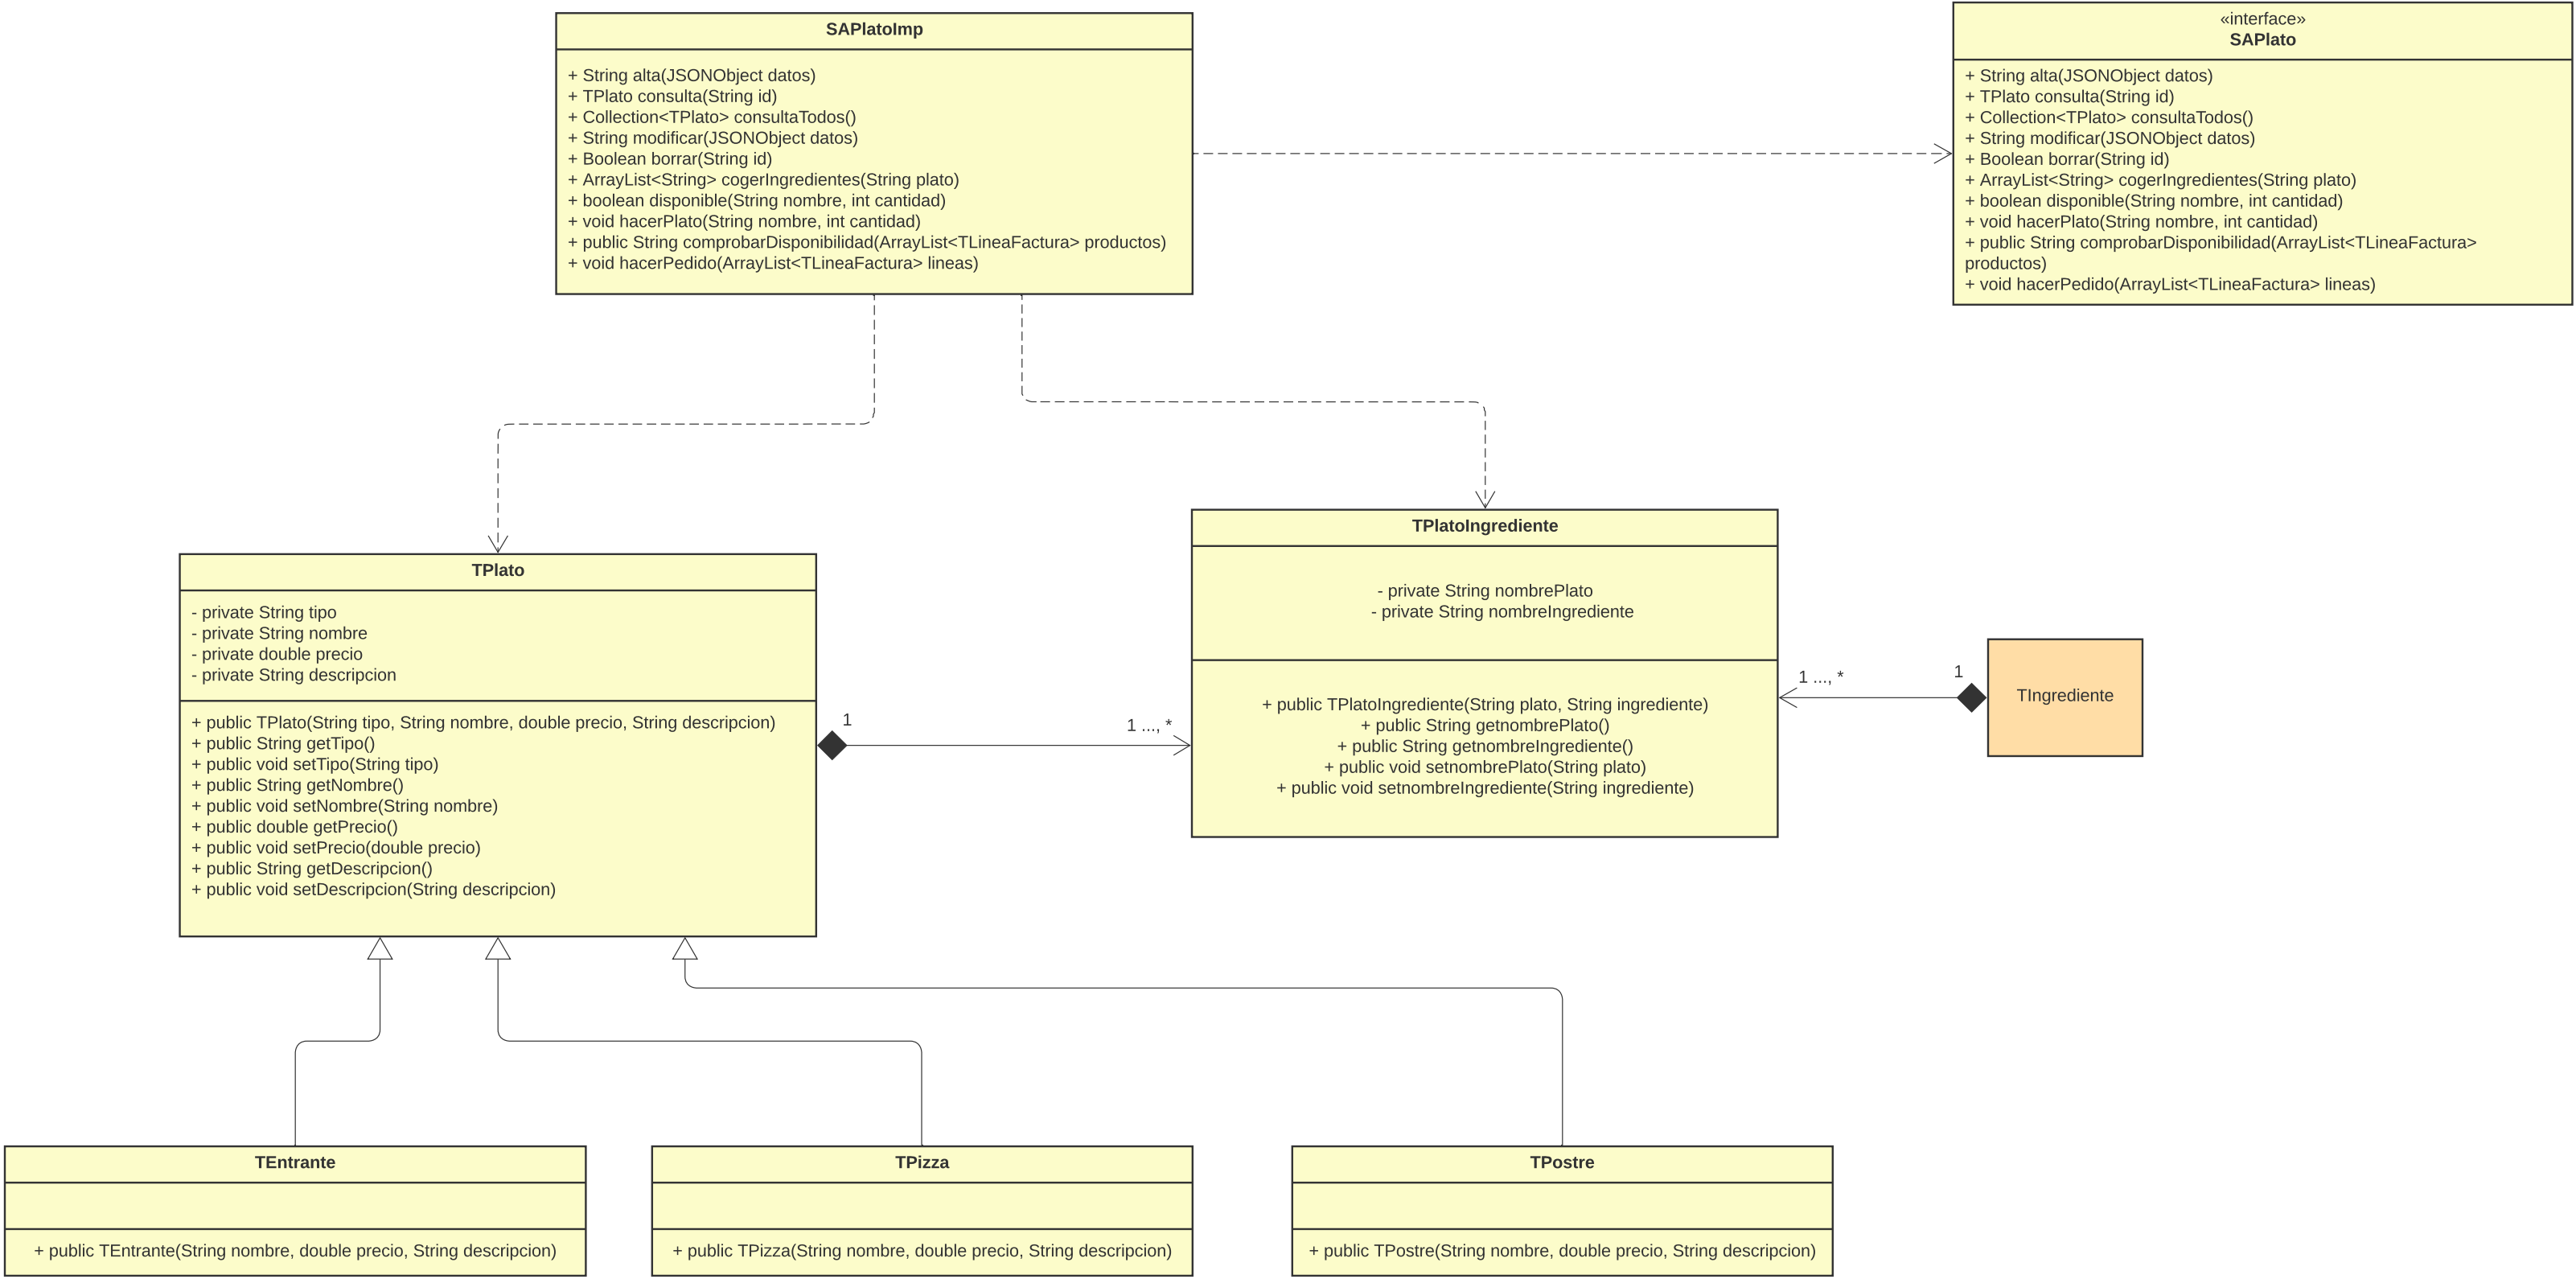 SAPlatoImp
+ String alta(JSONObject datos)
+ TPlato consulta(String id)
+ Collection<TPlato> consultaTodos()
+ String modificar(JSONObject datos)
+ Boolean borrar(String id)
+ ArrayList<String> cogerIngredientes(String plato)
+ boolean disponible(String nombre, int cantidad)
+ void hacerPlato(String nombre, int cantidad)
+ public String comprobarDisponibilidad(ArrayList<TLineaFactura> productos)
+ void hacerPedido(ArrayList<TLineaFactura> lineas)
«interface»
SAPlato
+ String alta(JSONObject datos)
+ TPlato consulta(String id)
+ Collection<TPlato> consultaTodos()
+ String modificar(JSONObject datos)
+ Boolean borrar(String id)
+ ArrayList<String> cogerIngredientes(String plato)
+ boolean disponible(String nombre, int cantidad)
+ void hacerPlato(String nombre, int cantidad)
+ public String comprobarDisponibilidad(ArrayList<TLineaFactura>
productos)
+ void hacerPedido(ArrayList<TLineaFactura> lineas)
TPlato
- private String tipo
- private String nombre
- private double precio
- private String descripcion
+ public TPlato(String tipo, String nombre, double precio, String descripcion)
+ public String getTipo()
+ public void setTipo(String tipo)
+ public String getNombre()
+ public void setNombre(String nombre)
+ public double getPrecio()
+ public void setPrecio(double precio)
+ public String getDescripcion()
+ public void setDescripcion(String descripcion)
1
1 ..., *
TPlatoIngrediente
- private String nombrePlato
- private String nombreIngrediente
+ public TPlatoIngrediente(String plato, String ingrediente)
+ public String getnombrePlato()
+ public String getnombreIngrediente()
+ public void setnombrePlato(String plato)
+ public void setnombreIngrediente(String ingrediente)
1 ..., *
1
TIngrediente
TEntrante
+ public TEntrante(String nombre, double precio, String descripcion)
TPizza
+ public TPizza(String nombre, double precio, String descripcion)
TPostre
+ public TPostre(String nombre, double precio, String descripcion)